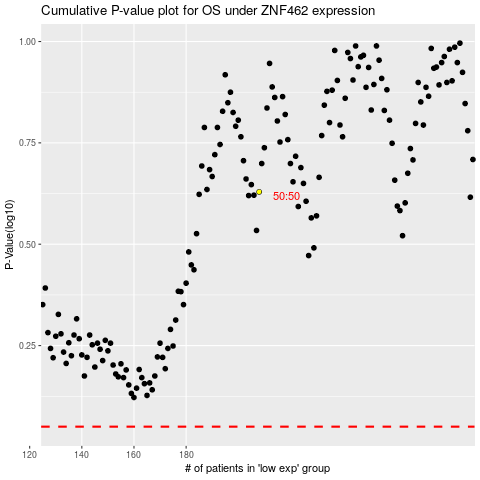 Cumulative P-value plot for OS under ZNF462 expression
1.00
0.75
0.50
0.25
P-Value(log10)
50:50
120 140 160 180
# of patients in 'low exp' group